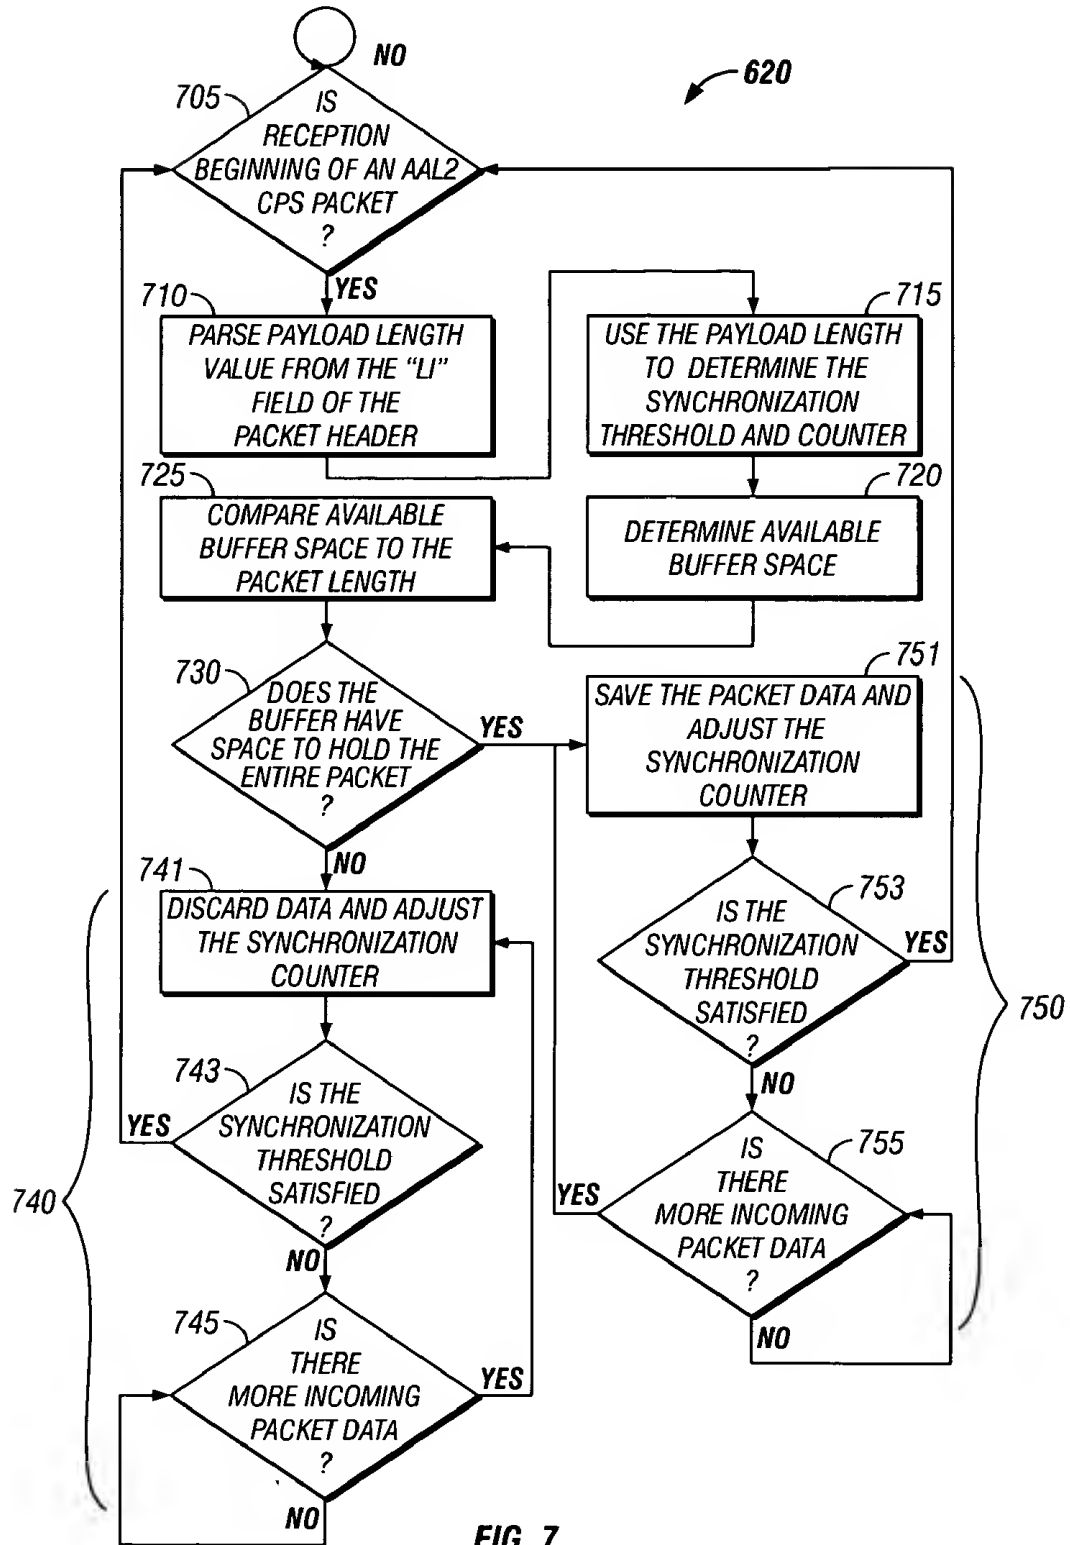 NO
620
705
IS
RECEPTION
BEGINNING OF AN AAL2
CPS PACKET
?
YES
710
PARSE PAYLOAD LENGTH
VALUE FROM THE "LI"
FIELD OF THE
PACKET HEADER
715
USE THE PAYLOAD LENGTH
TO DETERMINE THE
SYNCHRONIZATION
THRESHOLD AND COUNTER
725
COMPARE AVAILABLE
BUFFER SPACE TO THE
PACKET LENGTH
720
DETERMINE AVAILABLE
BUFFER SPACE
730
DOES THE
BUFFER HAVE
SPACE TO HOLD THE
ENTIRE PACKET
?
YES
NO
751
SAVE THE PACKET DATA AND
ADJUST THE
SYNCHRONIZATION
COUNTER
741
DISCARD DATA AND ADJUST
THE SYNCHRONIZATION
COUNTER
753
IS THE
SYNCHRONIZATION
THRESHOLD
SATISFIED
?
YES
NO
750
743
IS THE
SYNCHRONIZATION
THRESHOLD
SATISFIED
?
YES
NO
740
755
IS
THERE
MORE INCOMING
PACKET DATA
?
YES
NO
745
IS
THERE
MORE INCOMING
PACKET DATA
?
YES
NO
FIG. 7